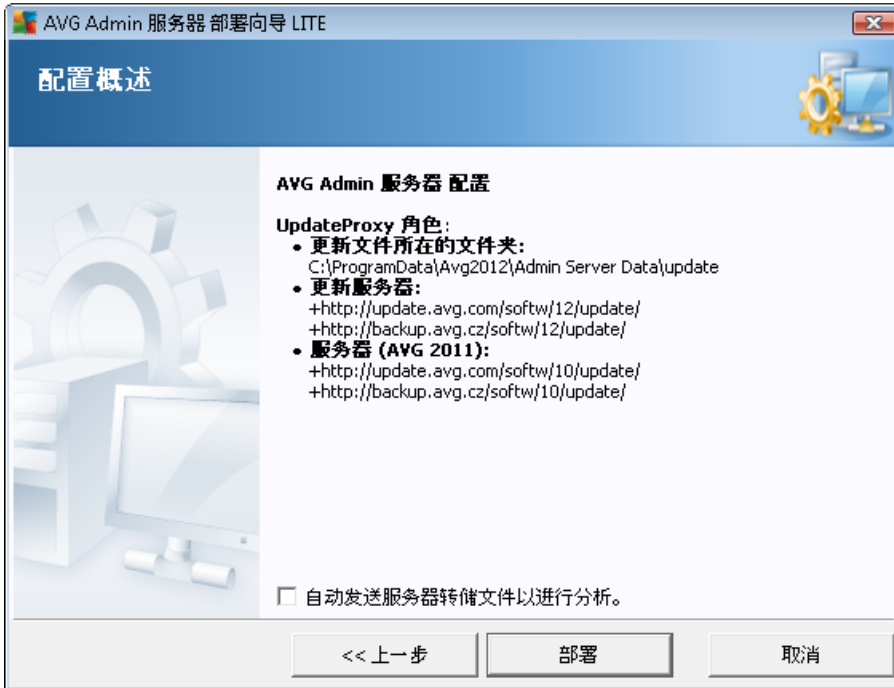 AVG Admin 服务器 部署向导 LITE
配置概述
AVG Admin 服务器 配置
UpdateProxy 角色:
• 更新文件所在的文件夹:
C:\ProgramData\Avg2012\Admin Server Data\update
• 更新服务器:
+http://update.avg.com/softw/12/update/
+http://backup.avg.cz/softw/12/update/
• 服务器 (AVG 2011):
+http://update.avg.com/softw/10/update/
+http://backup.avg.cz/softw/10/update/
自动发送服务器转储文件以进行分析。
<< 上一步
部署
取消